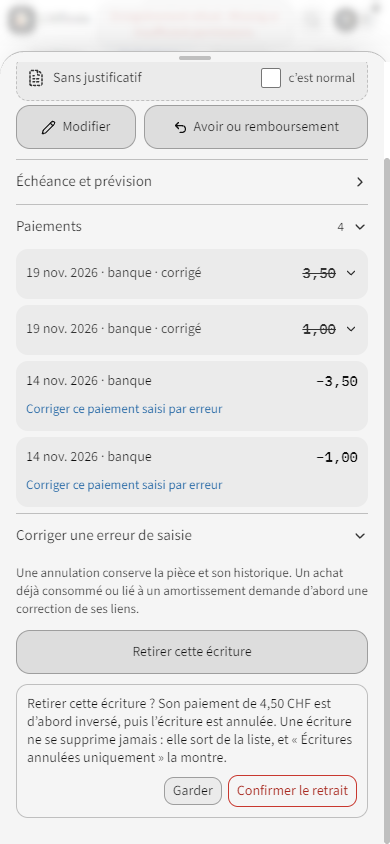 Sans justificatif
c'est normal
Modifier
Avoir ou remboursement
Échéance et prévision
Paiements
4
19 nov. 2026 · banque · corrigé
3,50
19 nov. 2026 · banque · corrigé
1,00
14 nov. 2026 · banque
−3,50
Corriger ce paiement saisi par erreur
14 nov. 2026 · banque
−1,00
Corriger ce paiement saisi par erreur
Corriger une erreur de saisie
Une annulation conserve la pièce et son historique. Un achat
déjà consommé ou lié à un amortissement demande d'abord une
correction de ses liens.
Retirer cette écriture
Retirer cette écriture ? Son paiement de 4,50 CHF est
d'abord inversé, puis l'écriture est annulée. Une écriture
ne se supprime jamais : elle sort de la liste, et « Écritures
annulées uniquement » la montre.
Garder
Confirmer le retrait